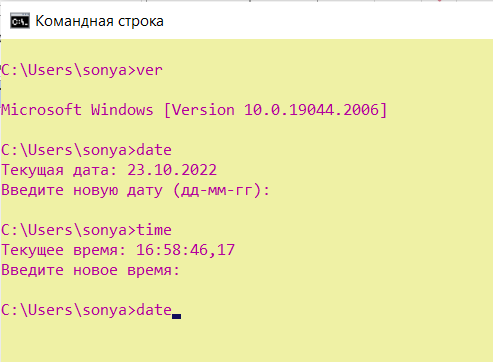 Командная строка
C:\Users\sonya>ver
Microsoft Windows [Version 10.0.19044.2006]
C:\Users\sonya>date
Текущая дата: 23.10.2022
Введите новую дату (дд-мм-гг):
C:\Users\sonya>time
Текущее время: 16:58:46,17
Введите новое время:
C:\Users\sonya>date